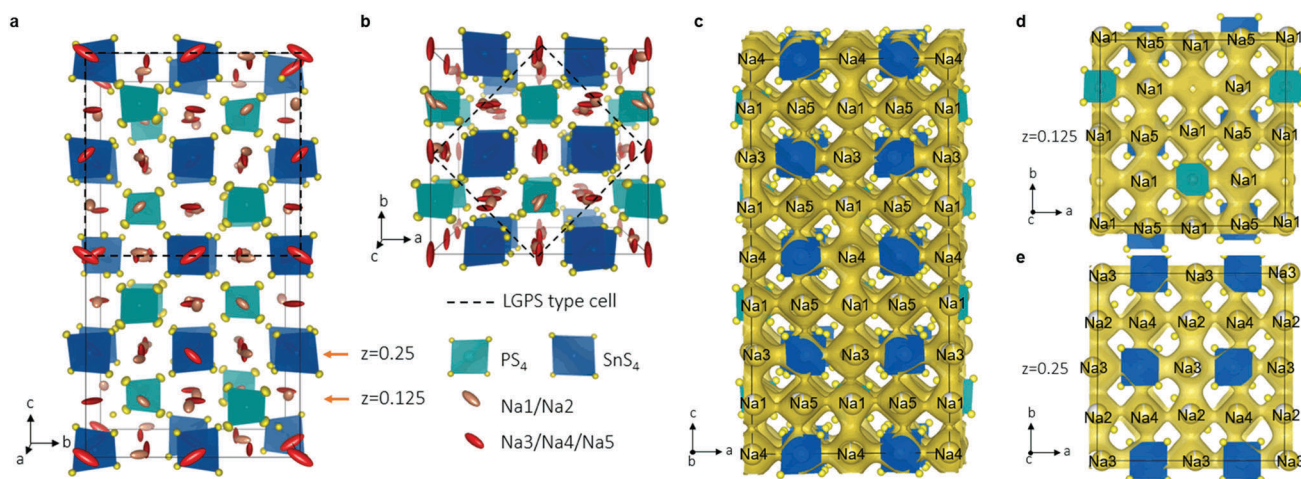 a
b
c
d
e
c
a
b
b
a
c
LGPS type cell
PS4
SnS4
Na1/Na2
Na3/Na4/Na5
z=0.25
z=0.125
Na4 Na4 Na4
Na1 Na5 Na1 Na5 Na1
Na3 Na3 Na3
Na1 Na5 Na1 Na5 Na1
Na4 Na4 Na4
Na1 Na5 Na1 Na5 Na1
Na3 Na3 Na3
Na1 Na5 Na1 Na5 Na1
Na4 Na4 Na4
c
b
a
Na1 Na5 Na1 Na5 Na1
Na1 Na1
z=0.125
Na1 Na5 Na1 Na5 Na1
Na1 Na1
Na1 Na5 Na1 Na5 Na1
b
c
a
Na3 Na3 Na3
Na2 Na4 Na2 Na4 Na2
z=0.25
Na3 Na3 Na3
Na2 Na4 Na2 Na4 Na2
Na3 Na3 Na3
b
c
a